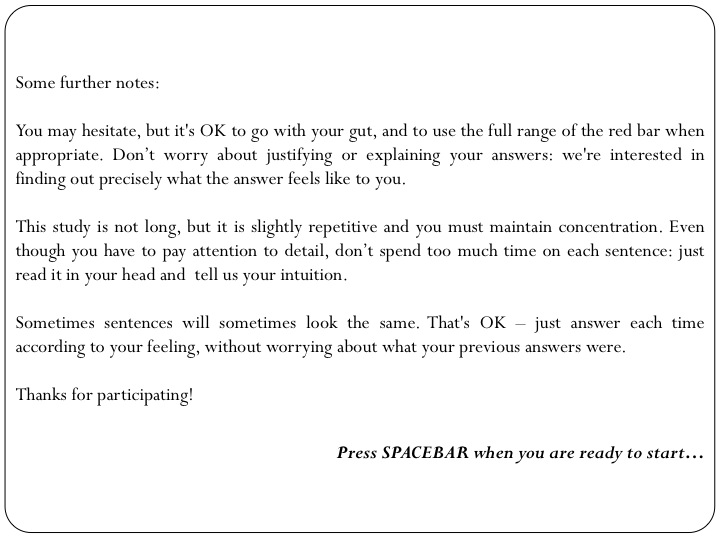 Some further notes:
You may hesitate, but it's OK to go with your gut, and to use the full range of the red bar when
appropriate. Don’t worry about justifying or explaining your answers: we're interested in
finding out precisely what the answer feels like to you.
This study is not long, but it is slightly repetitive and you must maintain concentration. Even
though you have to pay attention to detail, don’t spend too much time on each sentence: just
read it in your head and  tell us your intuition.
Sometimes sentences will sometimes look the same. That's OK – just answer each time
according to your feeling, without worrying about what your previous answers were.
Thanks for participating!
Press SPACEBAR when you are ready to start…